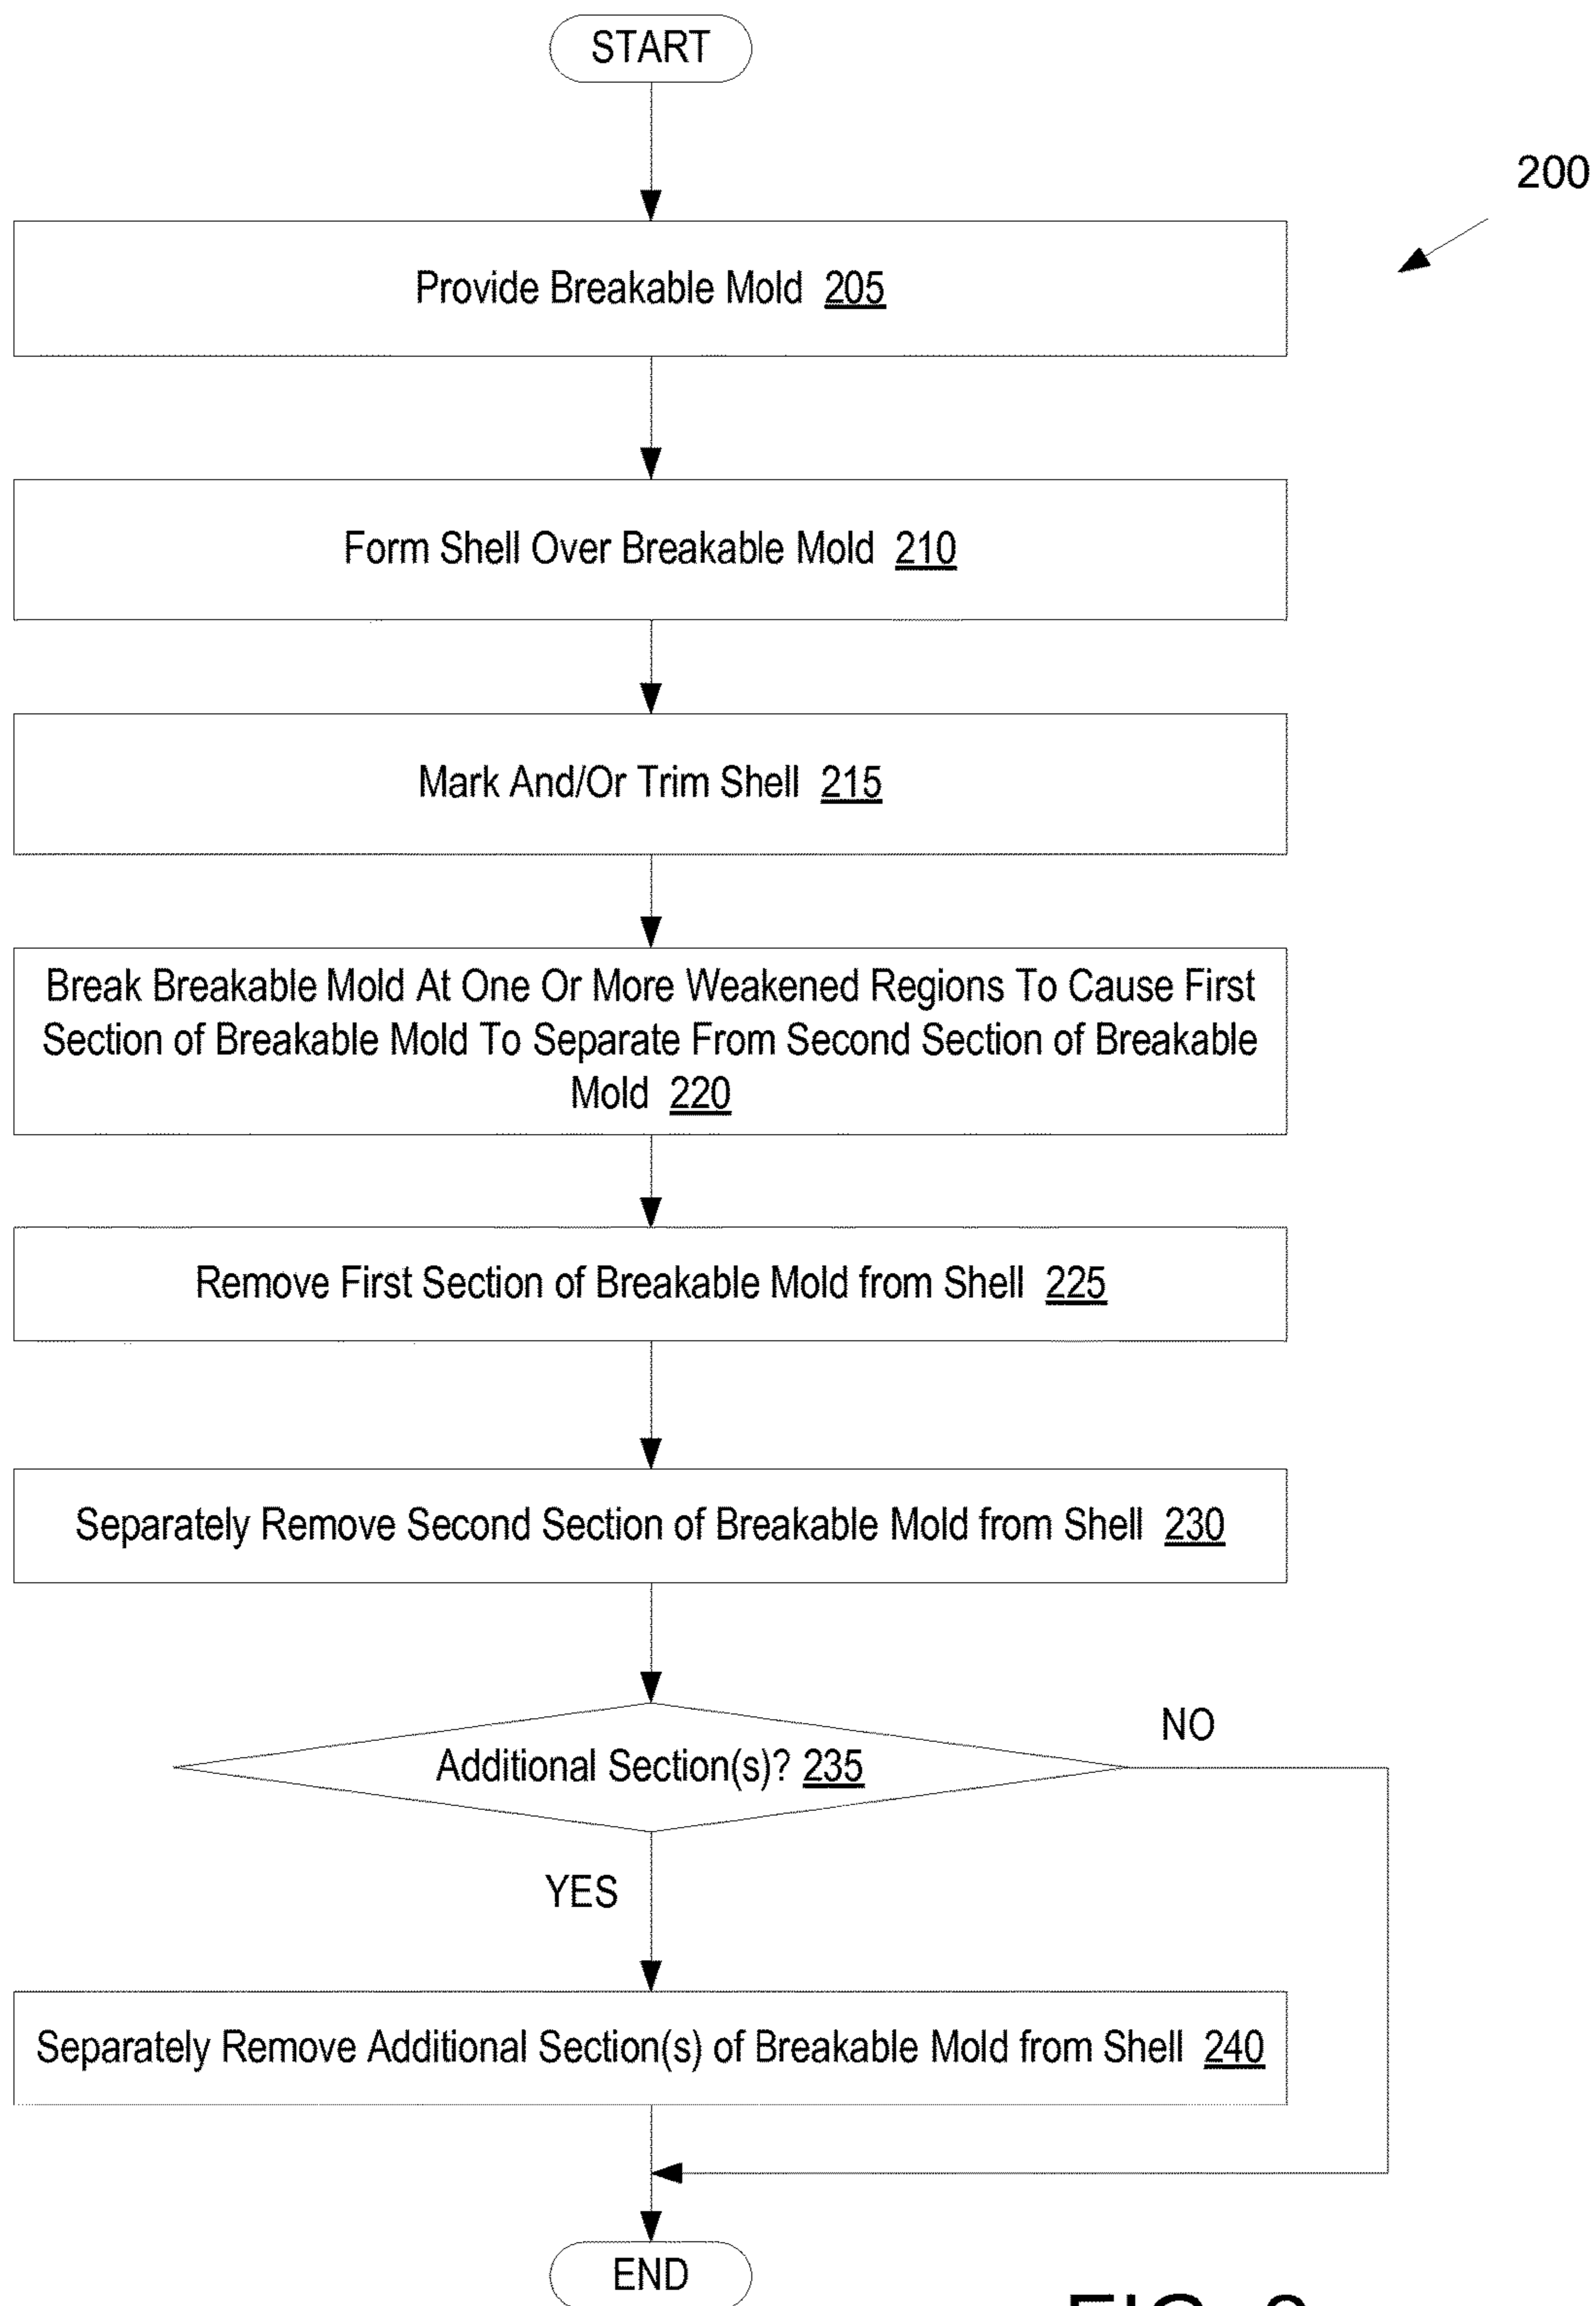 START
200
Provide Breakable Mold 205
Form Shell Over Breakable Mold 210
Mark And/Or Trim Shell 215
Break Breakable Mold At One Or More Weakened Regions To Cause First
Section of Breakable Mold To Separate From Second Section of Breakable
Mold 220
Remove First Section of Breakable Mold from Shell 225
Separately Remove Second Section of Breakable Mold from Shell 230
Additional Section(s)? 235
NO
YES
Separately Remove Additional Section(s) of Breakable Mold from Shell 240
END